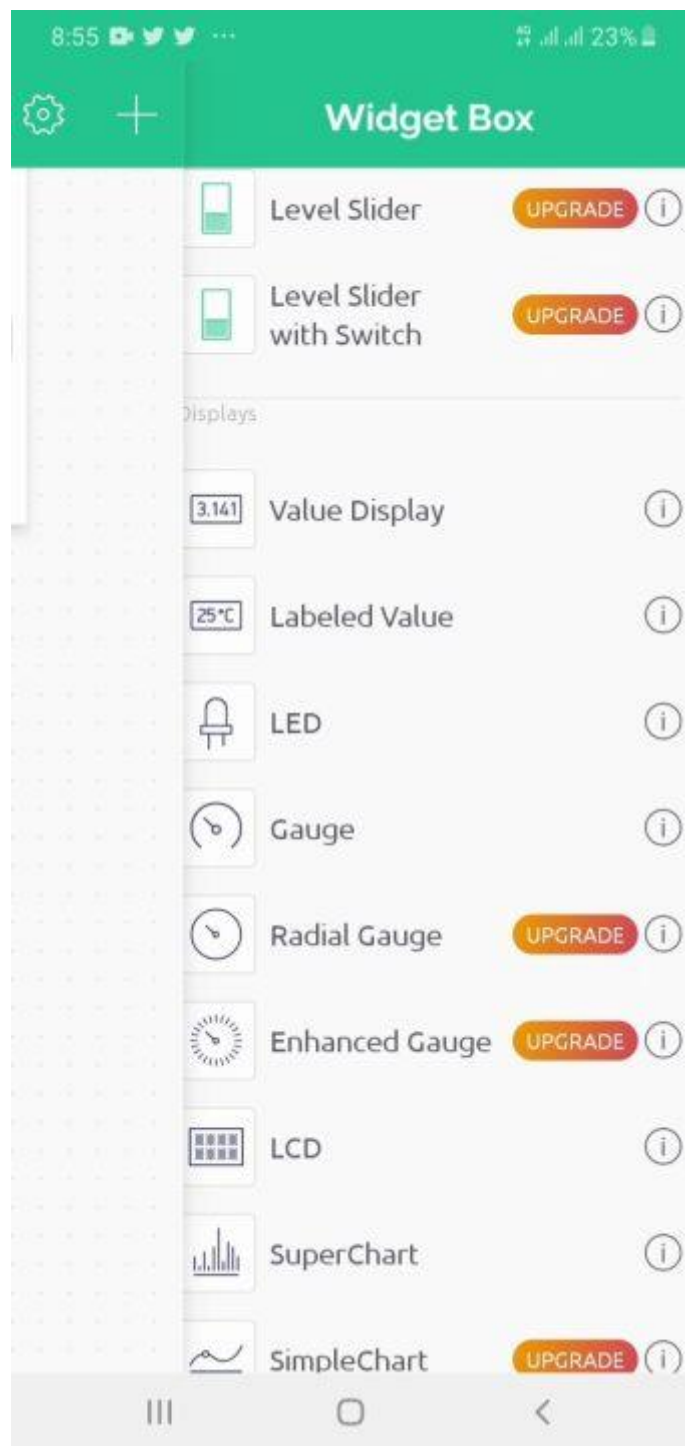 8:55 ... 4G 23%
Widget Box
Level Slider UPGRADE i
Level Slider
with Switch UPGRADE i
Displays
3.141 Value Display i
25°C Labeled Value i
LED i
Gauge i
Radial Gauge UPGRADE i
Enhanced Gauge UPGRADE i
LCD i
SuperChart i
SimpleChart UPGRADE i